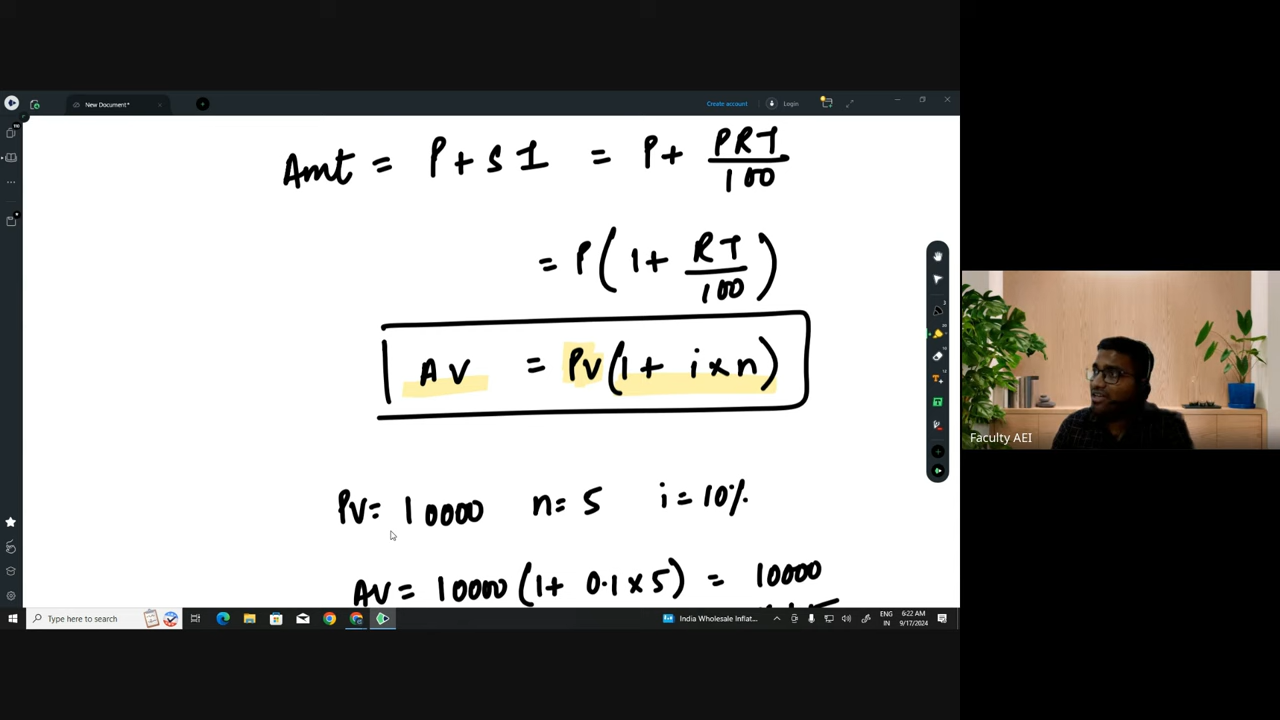 New Document*
Create account
Login
Amt = P + SI = P + PRT/100
= P(1 + RT/100)
AV = PV(1 + i×n)
PV= 10000 n= 5 i = 10%
AV = 10000 (1 + 0.1×5) = 10000
Faculty AEI
Type here to search
India Wholesale Inflat...
ENG
IN
6:22 AM
9/17/2024